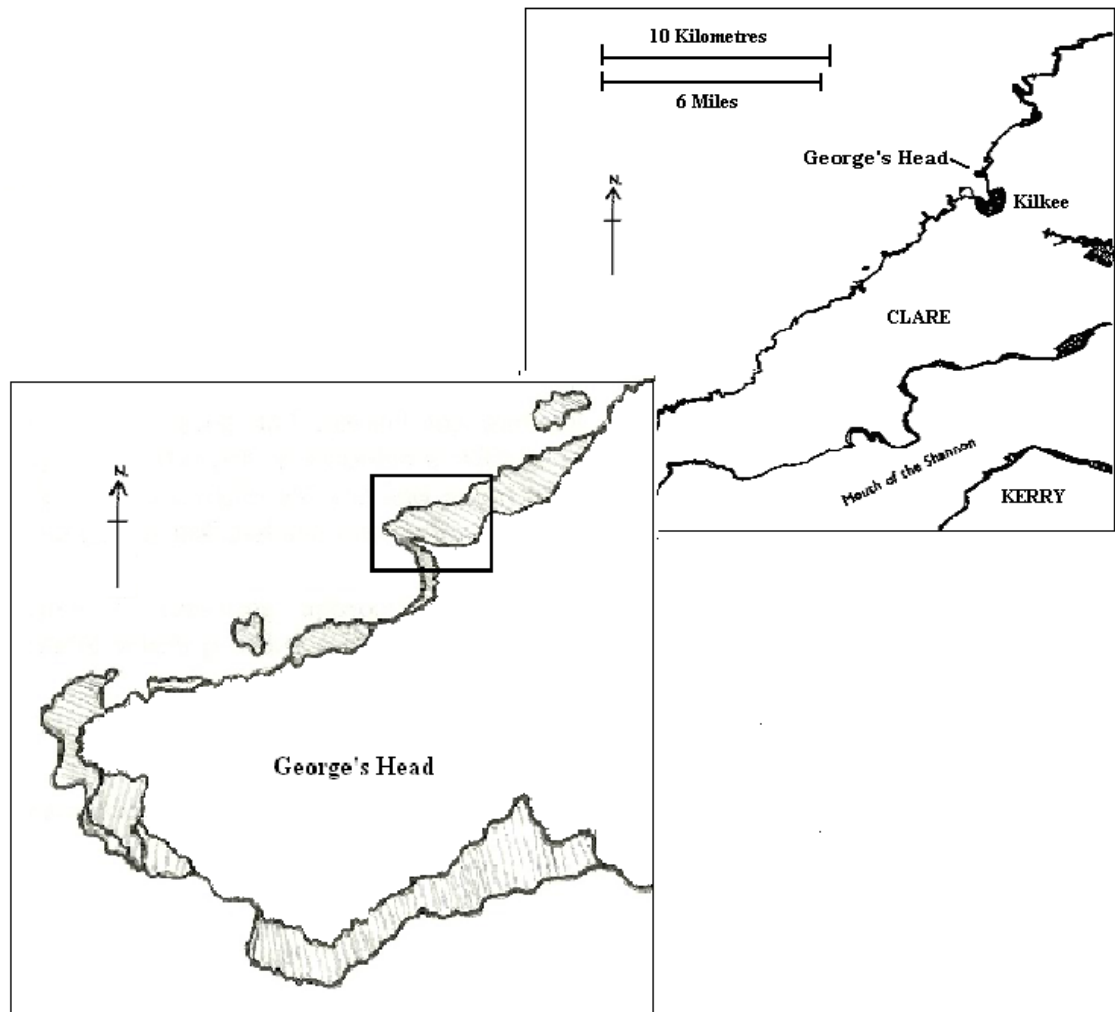 10 Kilometres
6 Miles
George's Head
N.
Kilkee
CLARE
Mouth of the Shannon
KERRY
N.
George's Head